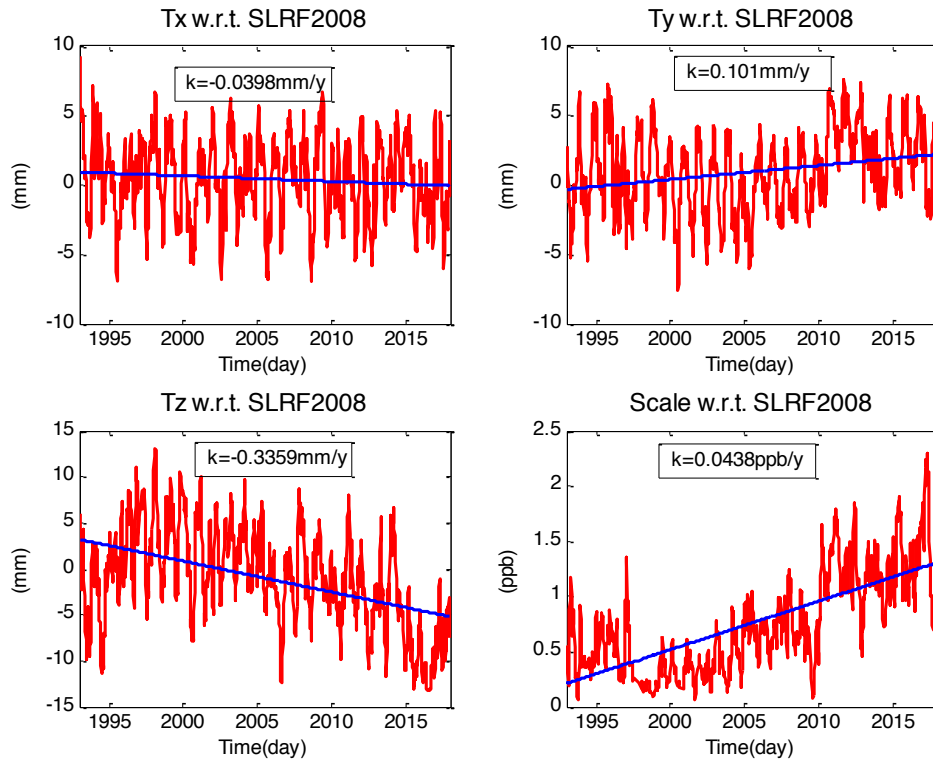 Tx w.r.t. SLRF2008
k=-0.0398mm/y
10
5
0
-5
-10
(mm)
1995 2000 2005 2010 2015
Time(day)
Ty w.r.t. SLRF2008
k=0.101mm/y
10
5
0
-5
-10
(mm)
1995 2000 2005 2010 2015
Time(day)
Tz w.r.t. SLRF2008
k=-0.3359mm/y
15
10
5
0
-5
-10
-15
(mm)
1995 2000 2005 2010 2015
Time(day)
Scale w.r.t. SLRF2008
k=0.0438ppb/y
2.5
2
1.5
1
0.5
0
(ppb)
1995 2000 2005 2010 2015
Time(day)